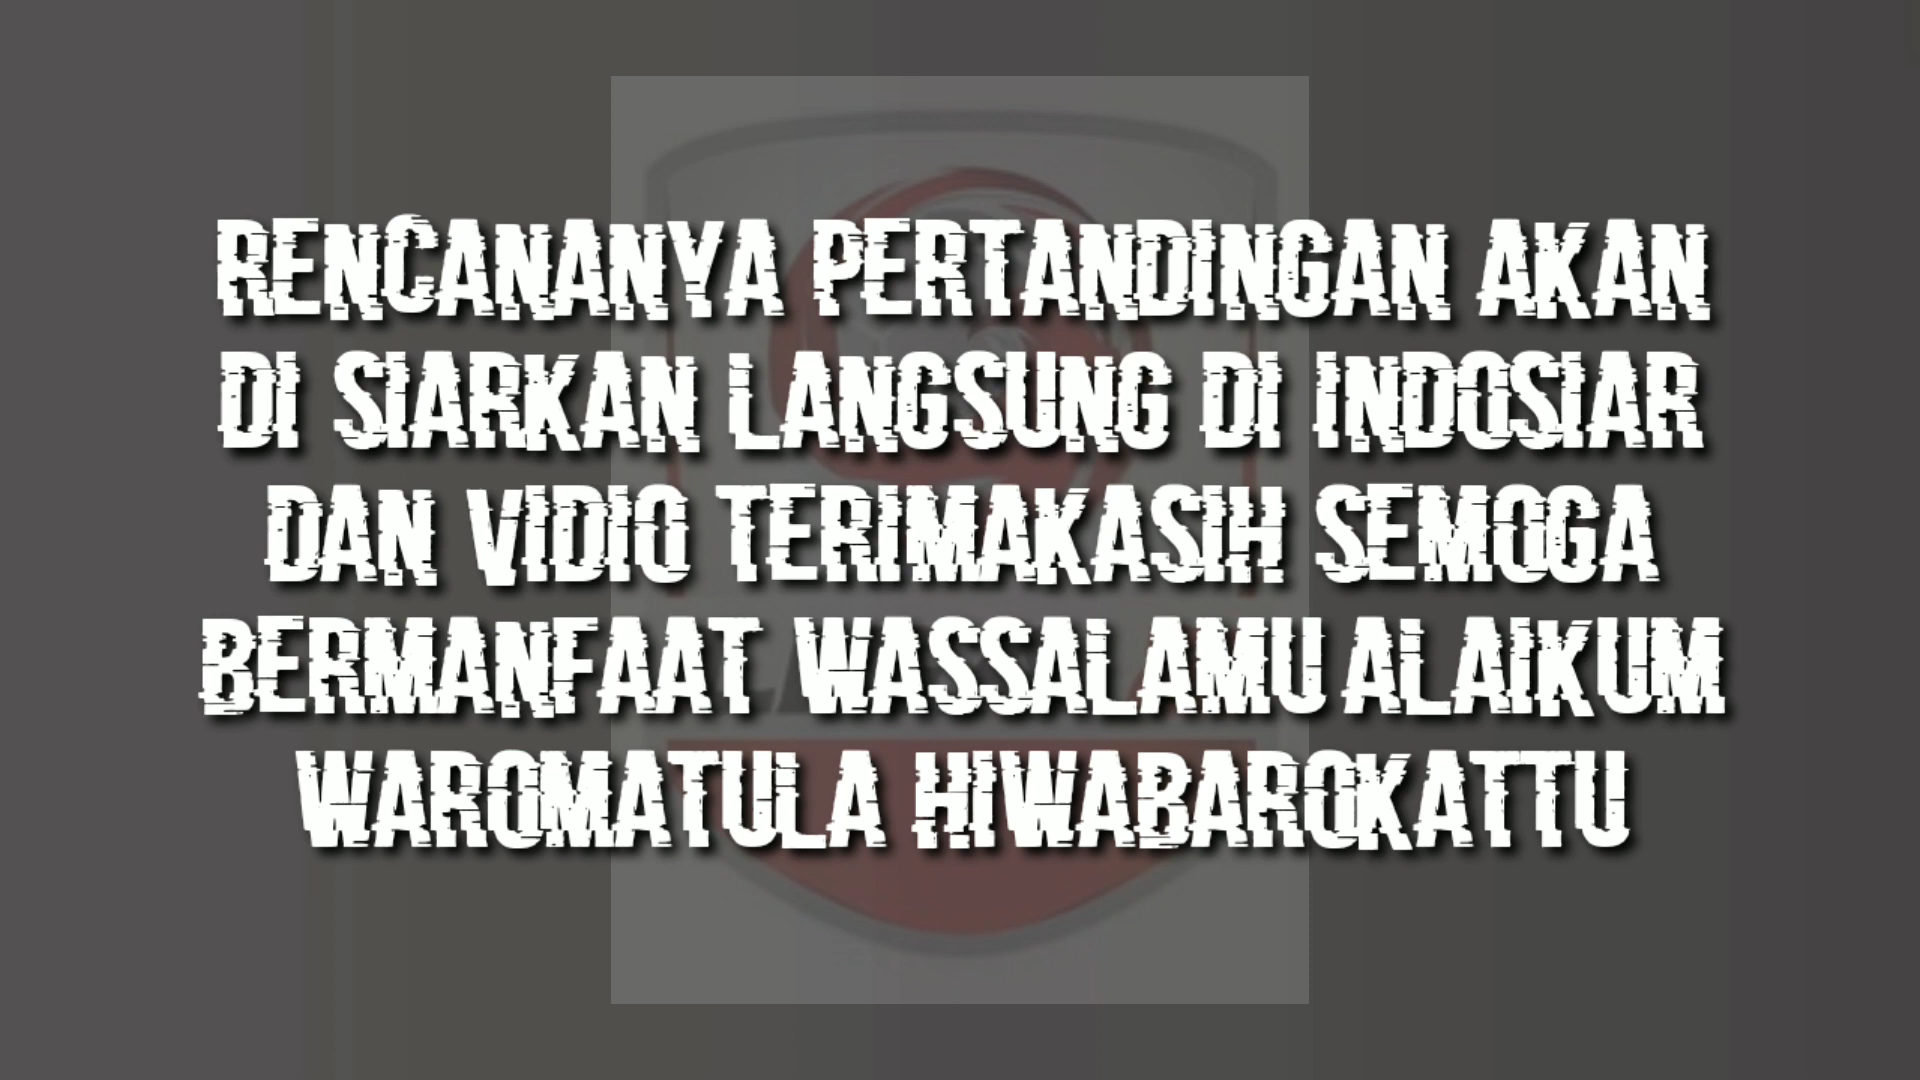 RENCANANYA PERTANDINGAN AKAN
DI SIARKAN LANGSUNG DI INDOSIAR
DAN VIDIO TERIMAKASIH SEMOGA
BERMANFAAT WASSALAMU ALAIKUM
WAROMATULA HIWABAROKATTU